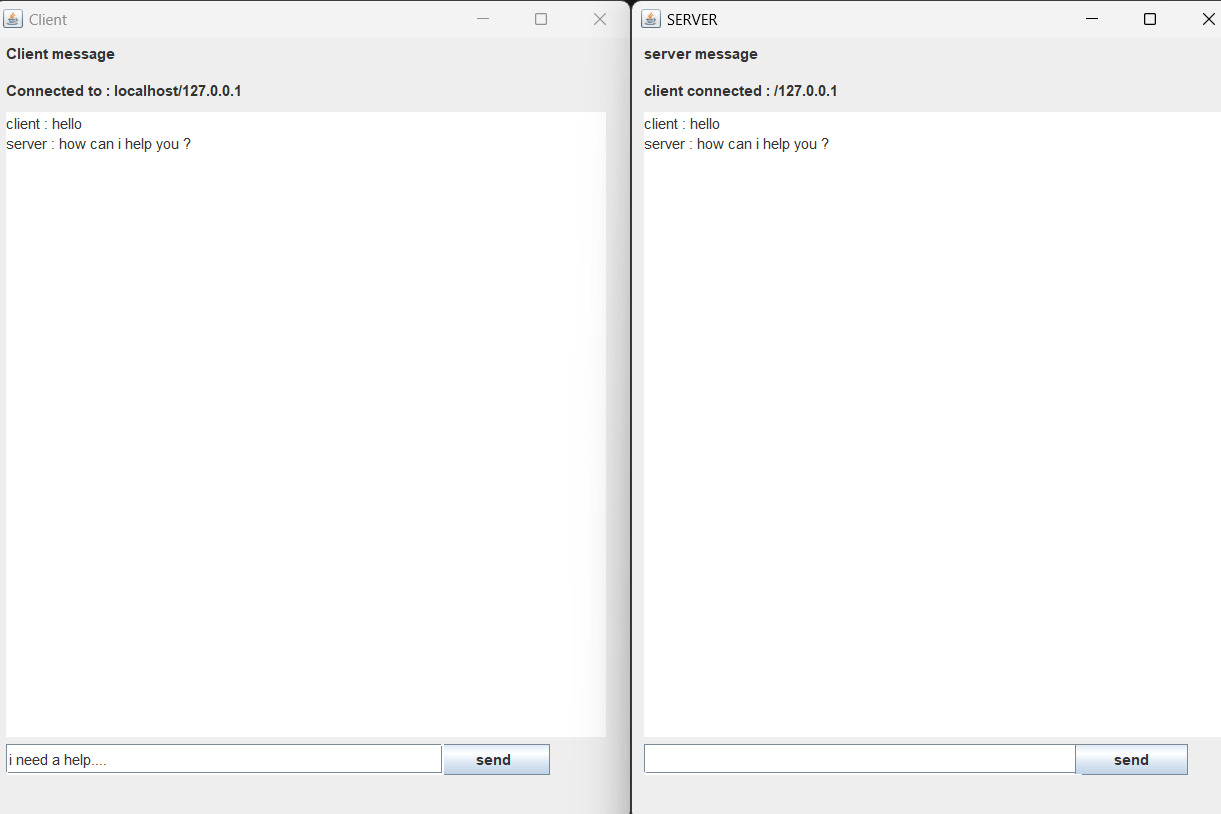 Client
Client message
Connected to : localhost/127.0.0.1
client : hello
server : how can i help you ?
i need a help....
send
SERVER
server message
client connected : /127.0.0.1
client : hello
server : how can i help you ?
send